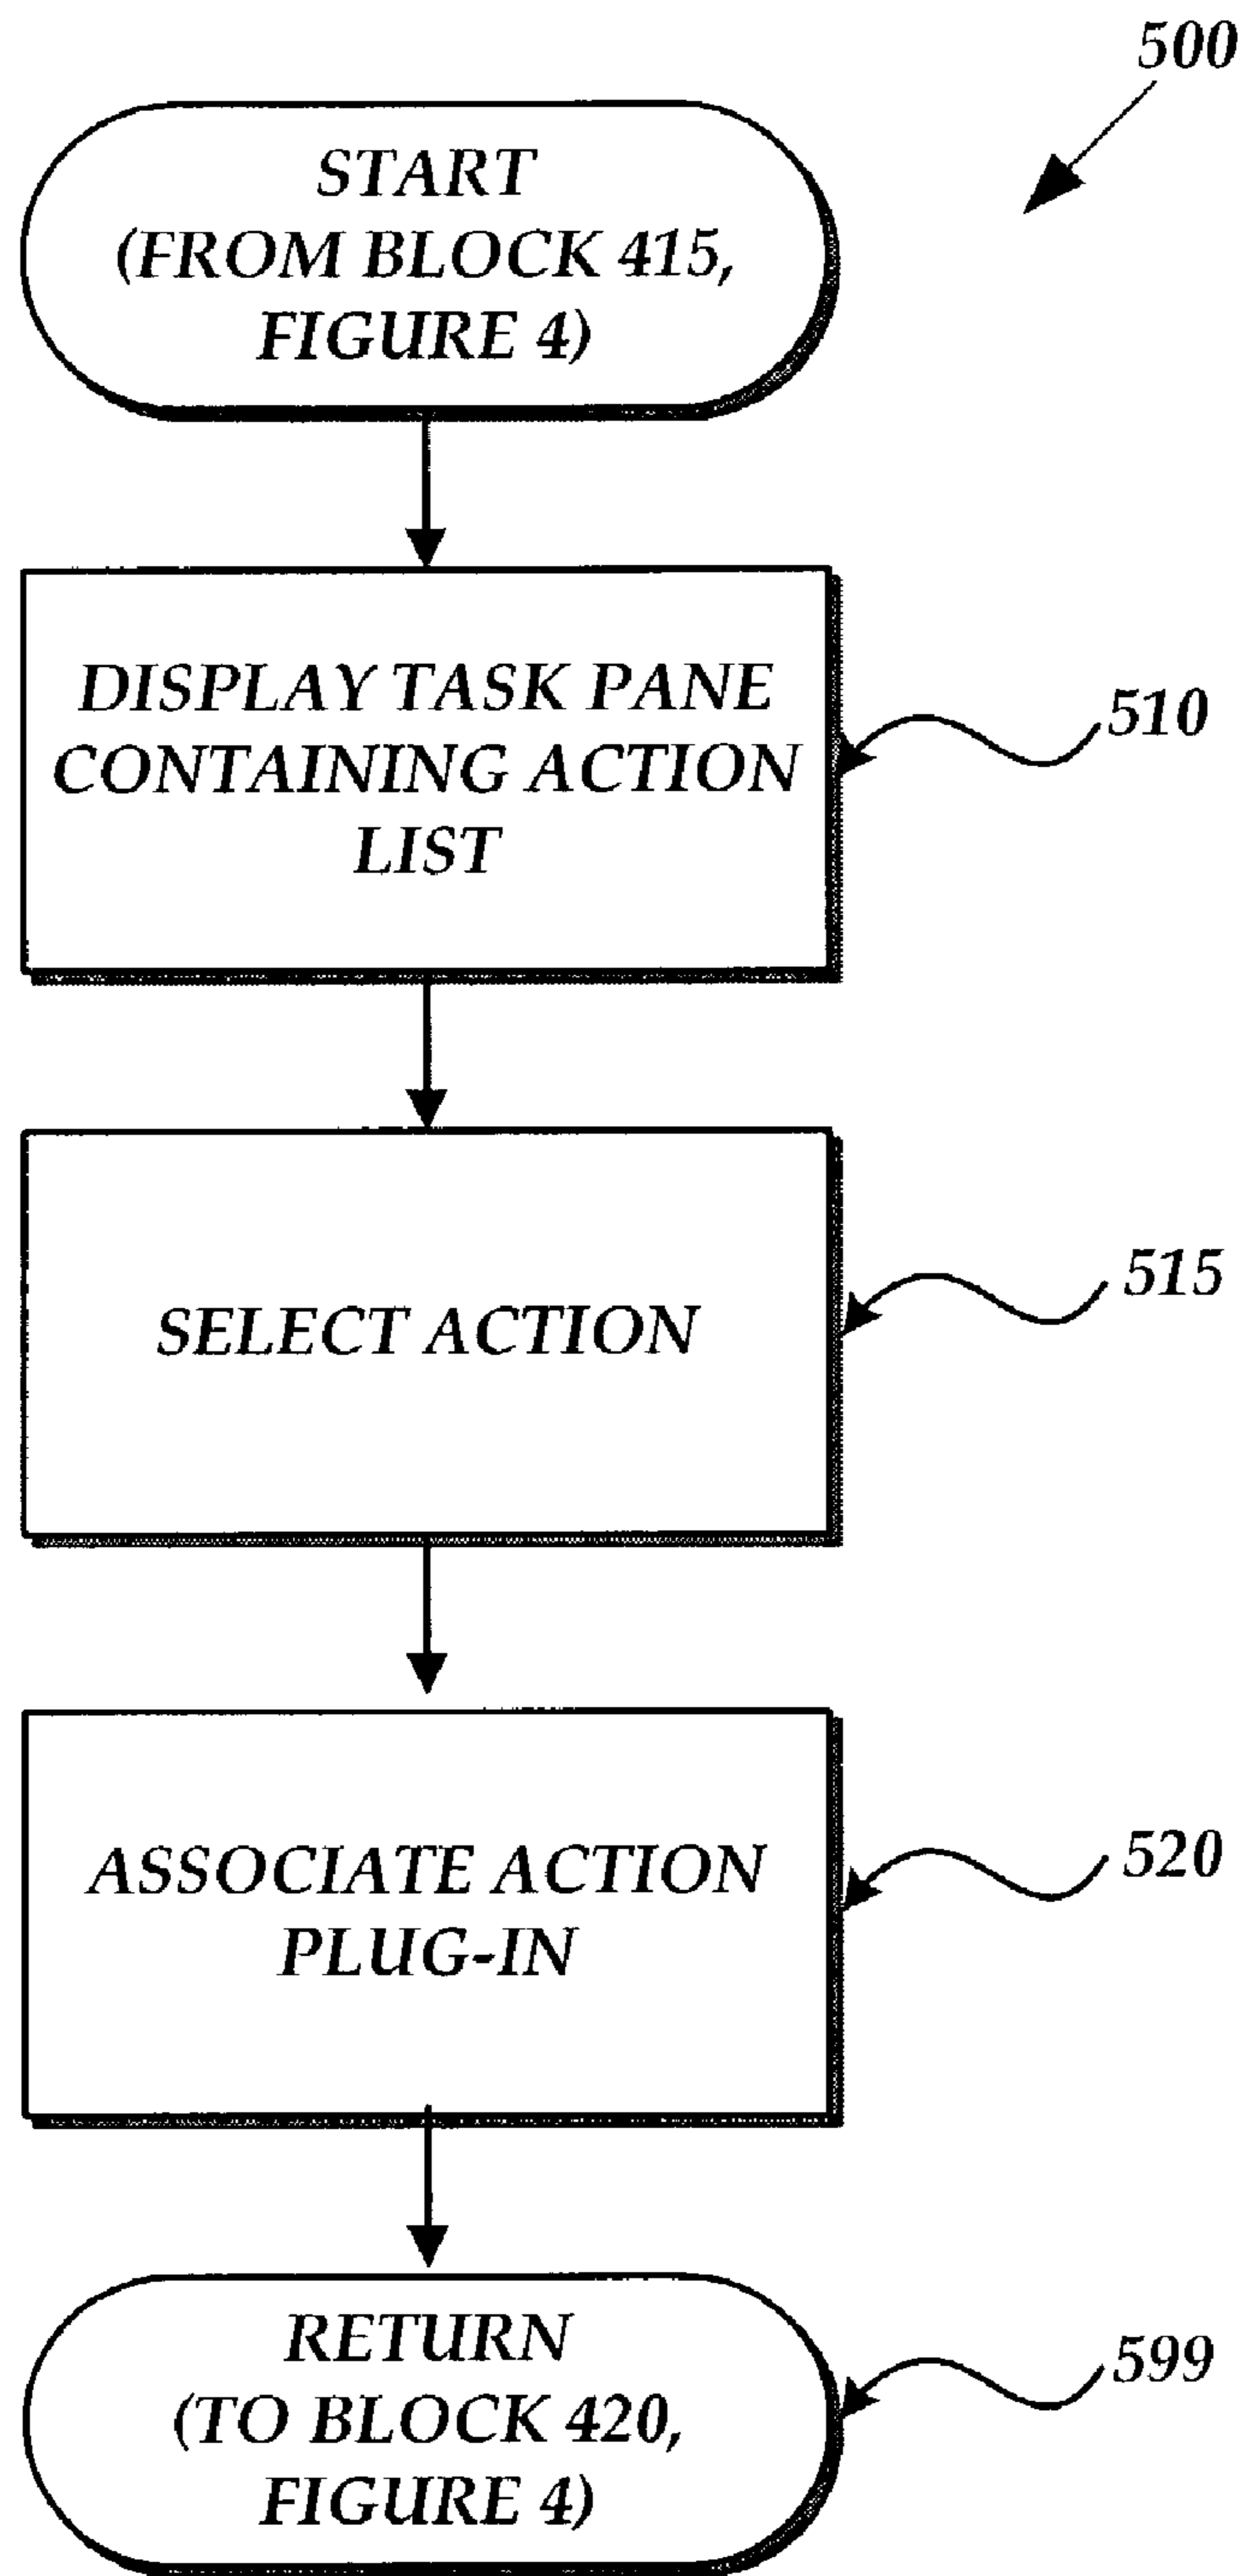 500
START
(FROM BLOCK 415,
FIGURE 4)
DISPLAY TASK PANE
CONTAINING ACTION
LIST
510
SELECT ACTION
515
ASSOCIATE ACTION
PLUG-IN
520
RETURN
(TO BLOCK 420,
FIGURE 4)
599